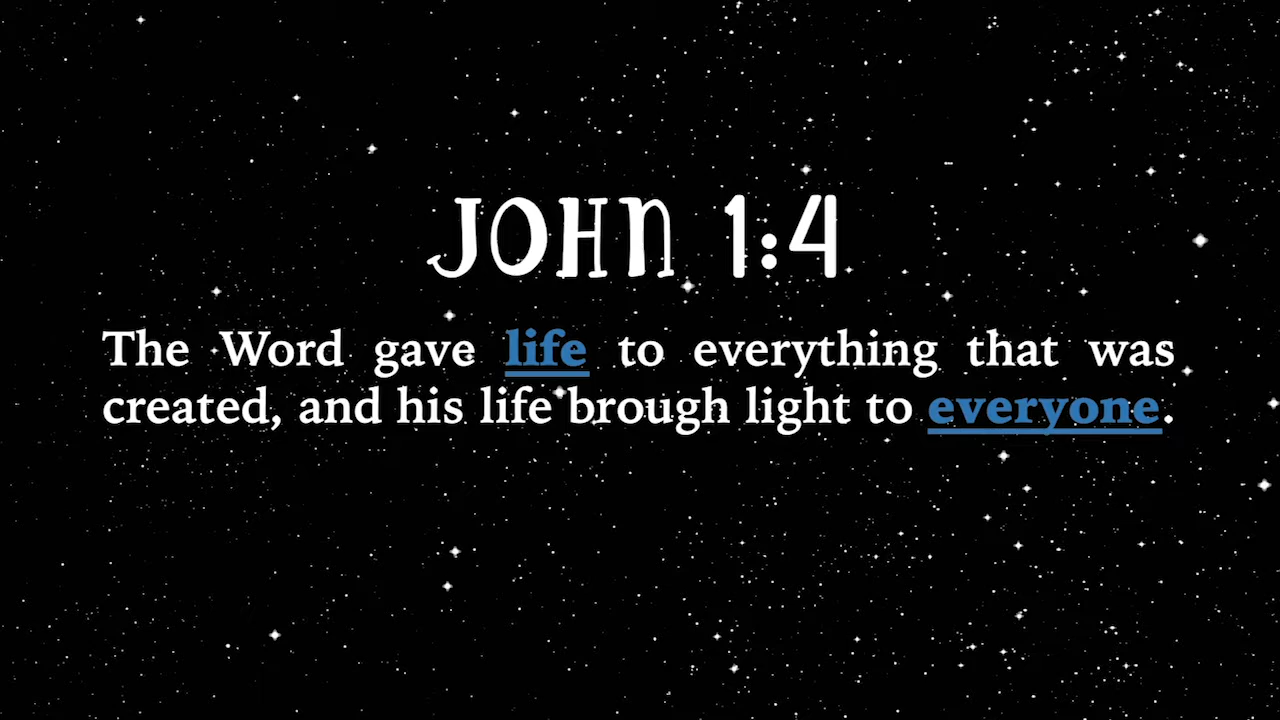 JOHN 1:4
The Word gave life to everything that was
created, and his life brough light to everyone.